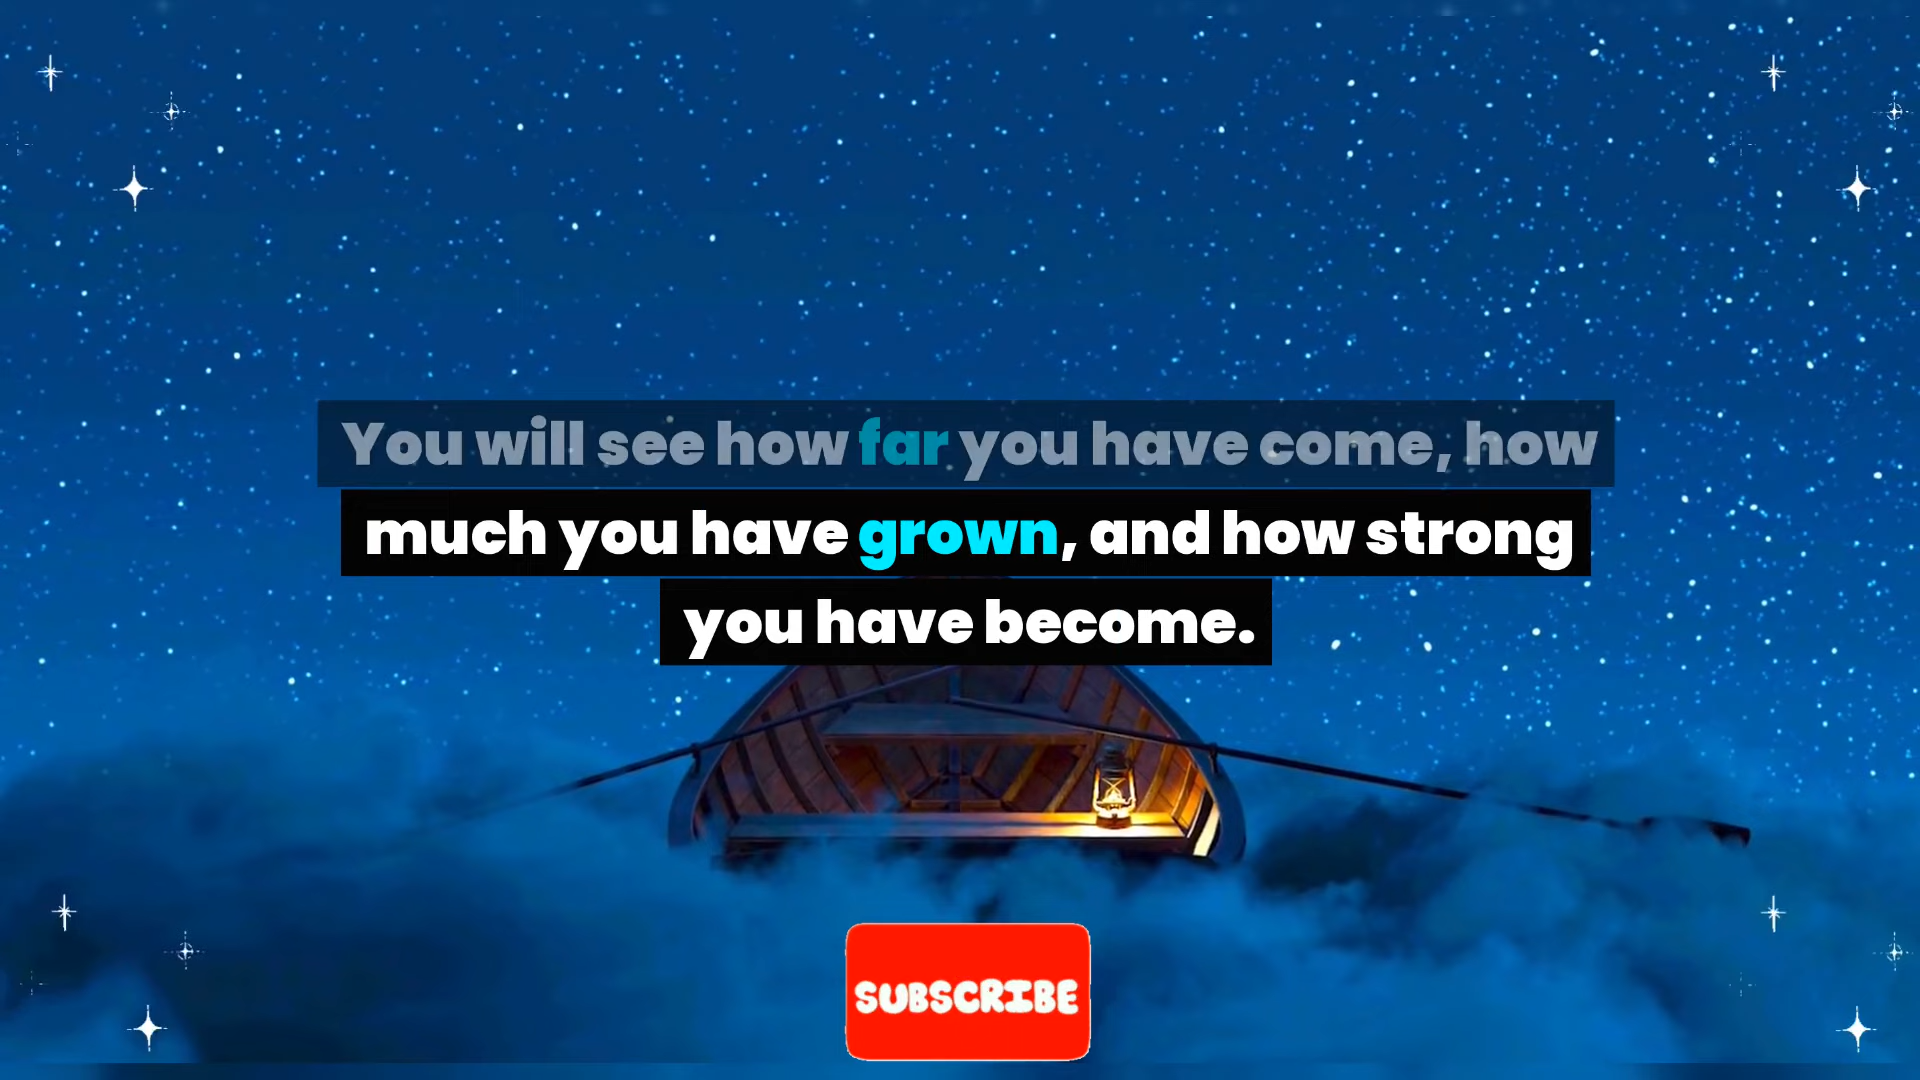 You will see how far you have come, how
much you have grown, and how strong
you have become.
SUBSCRIBE